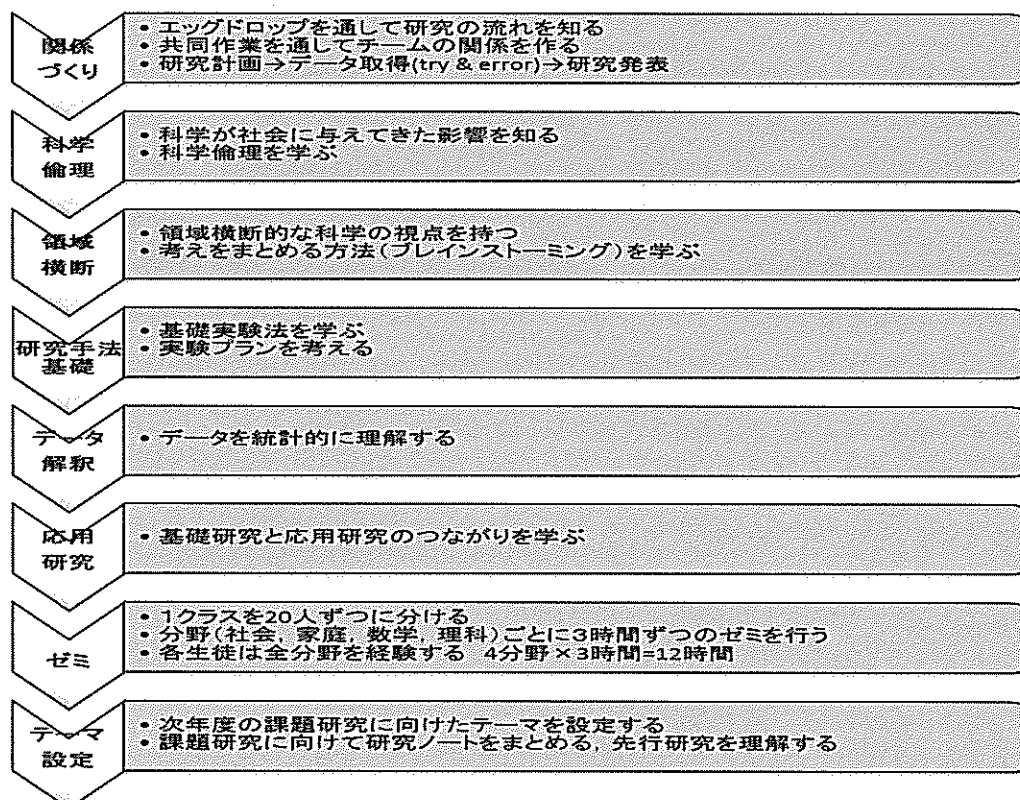 関係
づくり
• エッグドロップを通して研究の流れを知る
• 共同作業を通してチームの関係を作る
• 研究計画→データ取得(try & error)→研究発表
科学
倫理
• 科学が社会に与えてきた影響を知る
• 科学倫理を学ぶ
領域
横断
• 領域横断的な科学の視点を持つ
• 考えをまとめる方法(ブレインストーミング)を学ぶ
研究手法
基礎
• 基礎実験法を学ぶ
• 実験プランを考える
データ
解釈
• データを統計的に理解する
応用
研究
• 基礎研究と応用研究のつながりを学ぶ
ゼミ
• 1クラスを20人ずつに分ける
• 分野(社会, 家庭, 数学, 理科)ごとに3時間ずつのゼミを行う
• 各生徒は全分野を経験する 4分野×3時間=12時間
テーマ
設定
• 次年度の課題研究に向けたテーマを設定する
• 課題研究に向けて研究ノートをまとめる, 先行研究を理解する